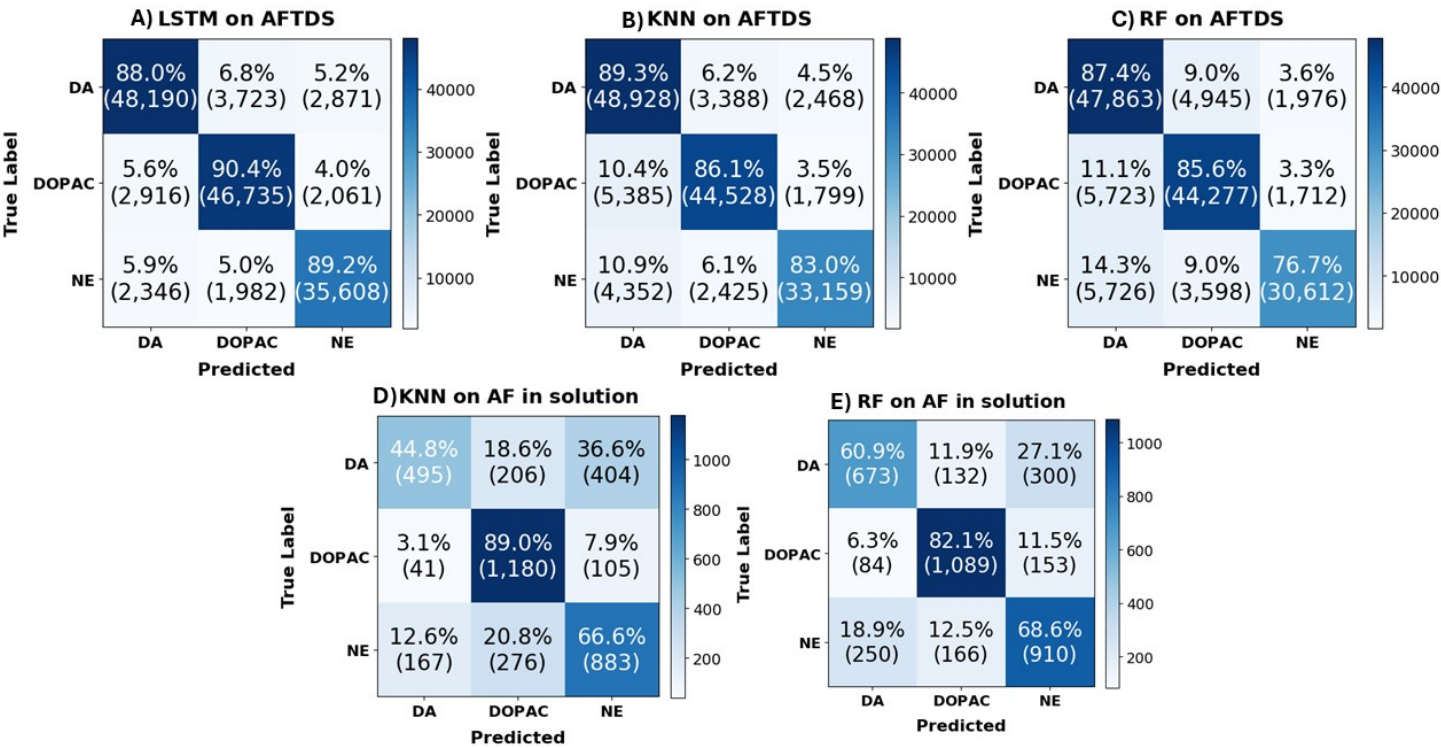 A) LSTM on AFTDS
True Label
DA
88.0% 6.8% 5.2%
(48,190) (3,723) (2,871)
DOPAC
5.6% 90.4% 4.0%
(2,916) (46,735) (2,061)
NE
5.9% 5.0% 89.2%
(2,346) (1,982) (35,608)
DA DOPAC NE
Predicted
40000
30000
20000
10000
B) KNN on AFTDS
True Label
DA
89.3% 6.2% 4.5%
(48,928) (3,388) (2,468)
DOPAC
10.4% 86.1% 3.5%
(5,385) (44,528) (1,799)
NE
10.9% 6.1% 83.0%
(4,352) (2,425) (33,159)
DA DOPAC NE
Predicted
40000
30000
20000
10000
C) RF on AFTDS
True Label
DA
87.4% 9.0% 3.6%
(47,863) (4,945) (1,976)
DOPAC
11.1% 85.6% 3.3%
(5,723) (44,277) (1,712)
NE
14.3% 9.0% 76.7%
(5,726) (3,598) (30,612)
DA DOPAC NE
Predicted
40000
30000
20000
10000
D) KNN on AF in solution
True Label
DA
44.8% 18.6% 36.6%
(495) (206) (404)
DOPAC
3.1% 89.0% 7.9%
(41) (1,180) (105)
NE
12.6% 20.8% 66.6%
(167) (276) (883)
DA DOPAC NE
Predicted
1000
800
600
400
200
E) RF on AF in solution
True Label
DA
60.9% 11.9% 27.1%
(673) (132) (300)
DOPAC
6.3% 82.1% 11.5%
(84) (1,089) (153)
NE
18.9% 12.5% 68.6%
(250) (166) (910)
DA DOPAC NE
Predicted
1000
800
600
400
200